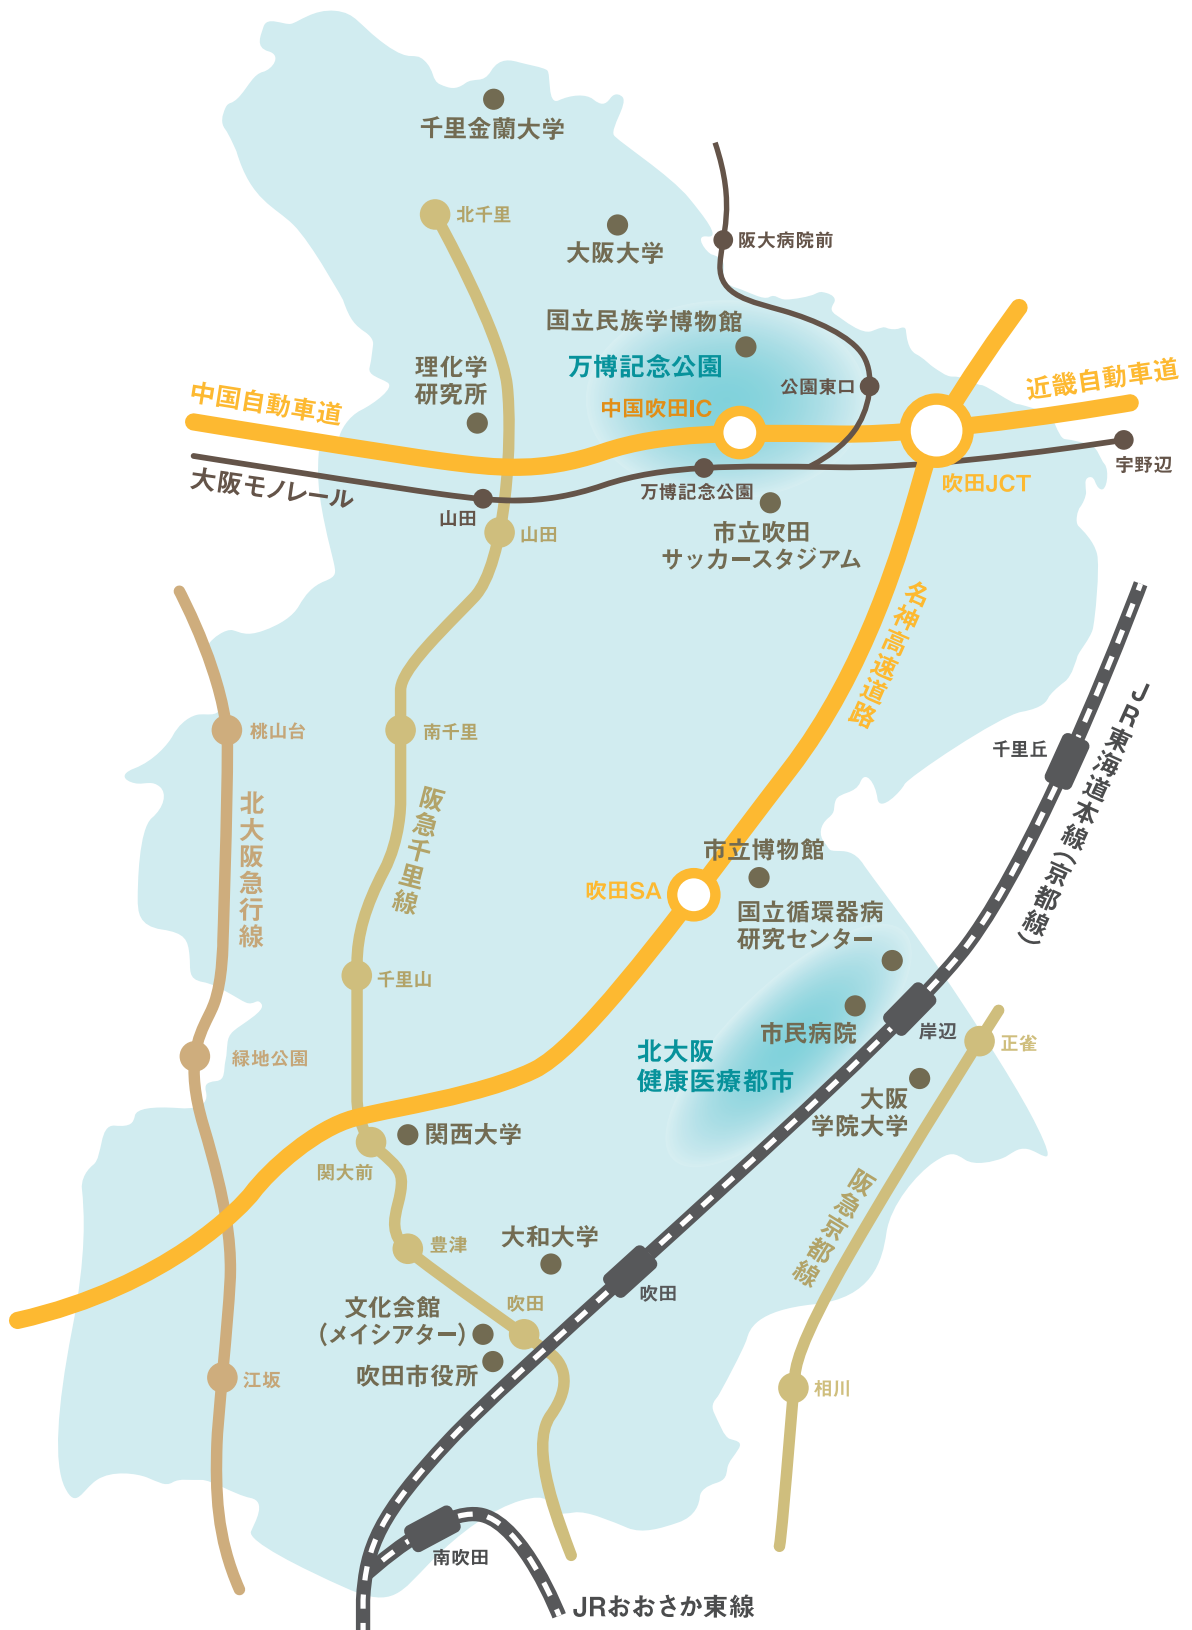 千里金蘭大学
北千里
大阪大学
阪大病院前
国立民族学博物館
万博記念公園
理化学
研究所
公園東口
中国自動車道
中国吹田IC
近畿自動車道
大阪モノレール
宇野辺
万博記念公園
吹田JCT
山田
山田
市立吹田
サッカースタジアム
名神高速道路
桃山台
南千里
千里丘
JR東海道本線(京都線)
北大阪急行線
阪急千里線
市立博物館
吹田SA
国立循環器病
研究センター
千里山
市民病院
岸辺
正雀
緑地公園
北大阪
健康医療都市
大阪
学院大学
関西大学
関大前
阪急京都線
豊津
大和大学
吹田
吹田
文化会館
(メイシアター)
吹田市役所
江坂
相川
南吹田
JRおおさか東線